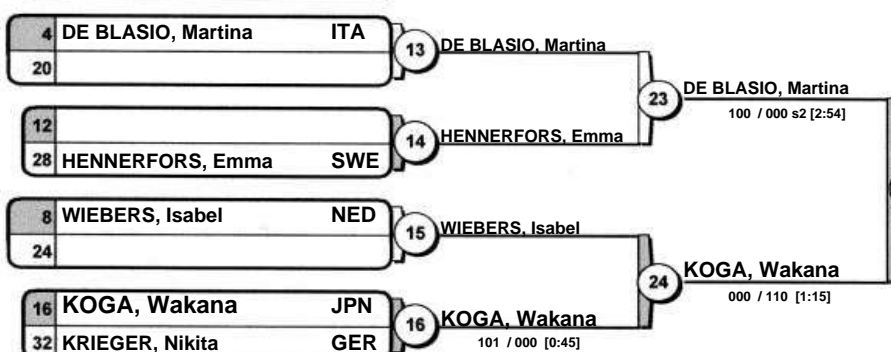 4 DE BLASIO, Martina ITA
20
13 DE BLASIO, Martina
23 DE BLASIO, Martina
100 / 000 s2 [2:54]
12
28 HENNERFORS, Emma SWE
14 HENNERFORS, Emma
8 WIEBERS, Isabel NED
24
15 WIEBERS, Isabel
24 KOGA, Wakana
000 / 110 [1:15]
16 KOGA, Wakana JPN
32 KRIEGER, Nikita GER
16 KOGA, Wakana
101 / 000 [0:45]